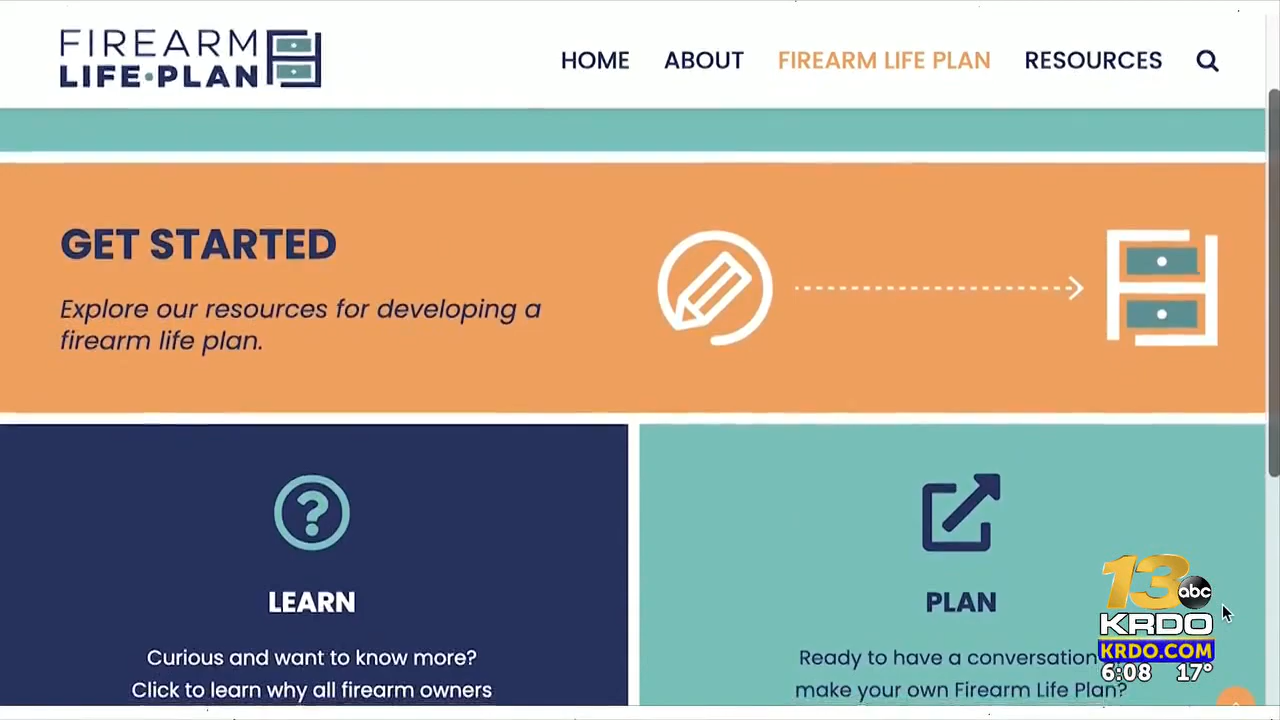 FIREARM
LIFE•PLAN
HOME
ABOUT
FIREARM LIFE PLAN
RESOURCES
GET STARTED
Explore our resources for developing a
firearm life plan.
LEARN
Curious and want to know more?
Click to learn why all firearm owners
PLAN
Ready to have a conversation
make your own Firearm Life Plan?
13
abc
KRDO
KRDO.COM
6:08 17°